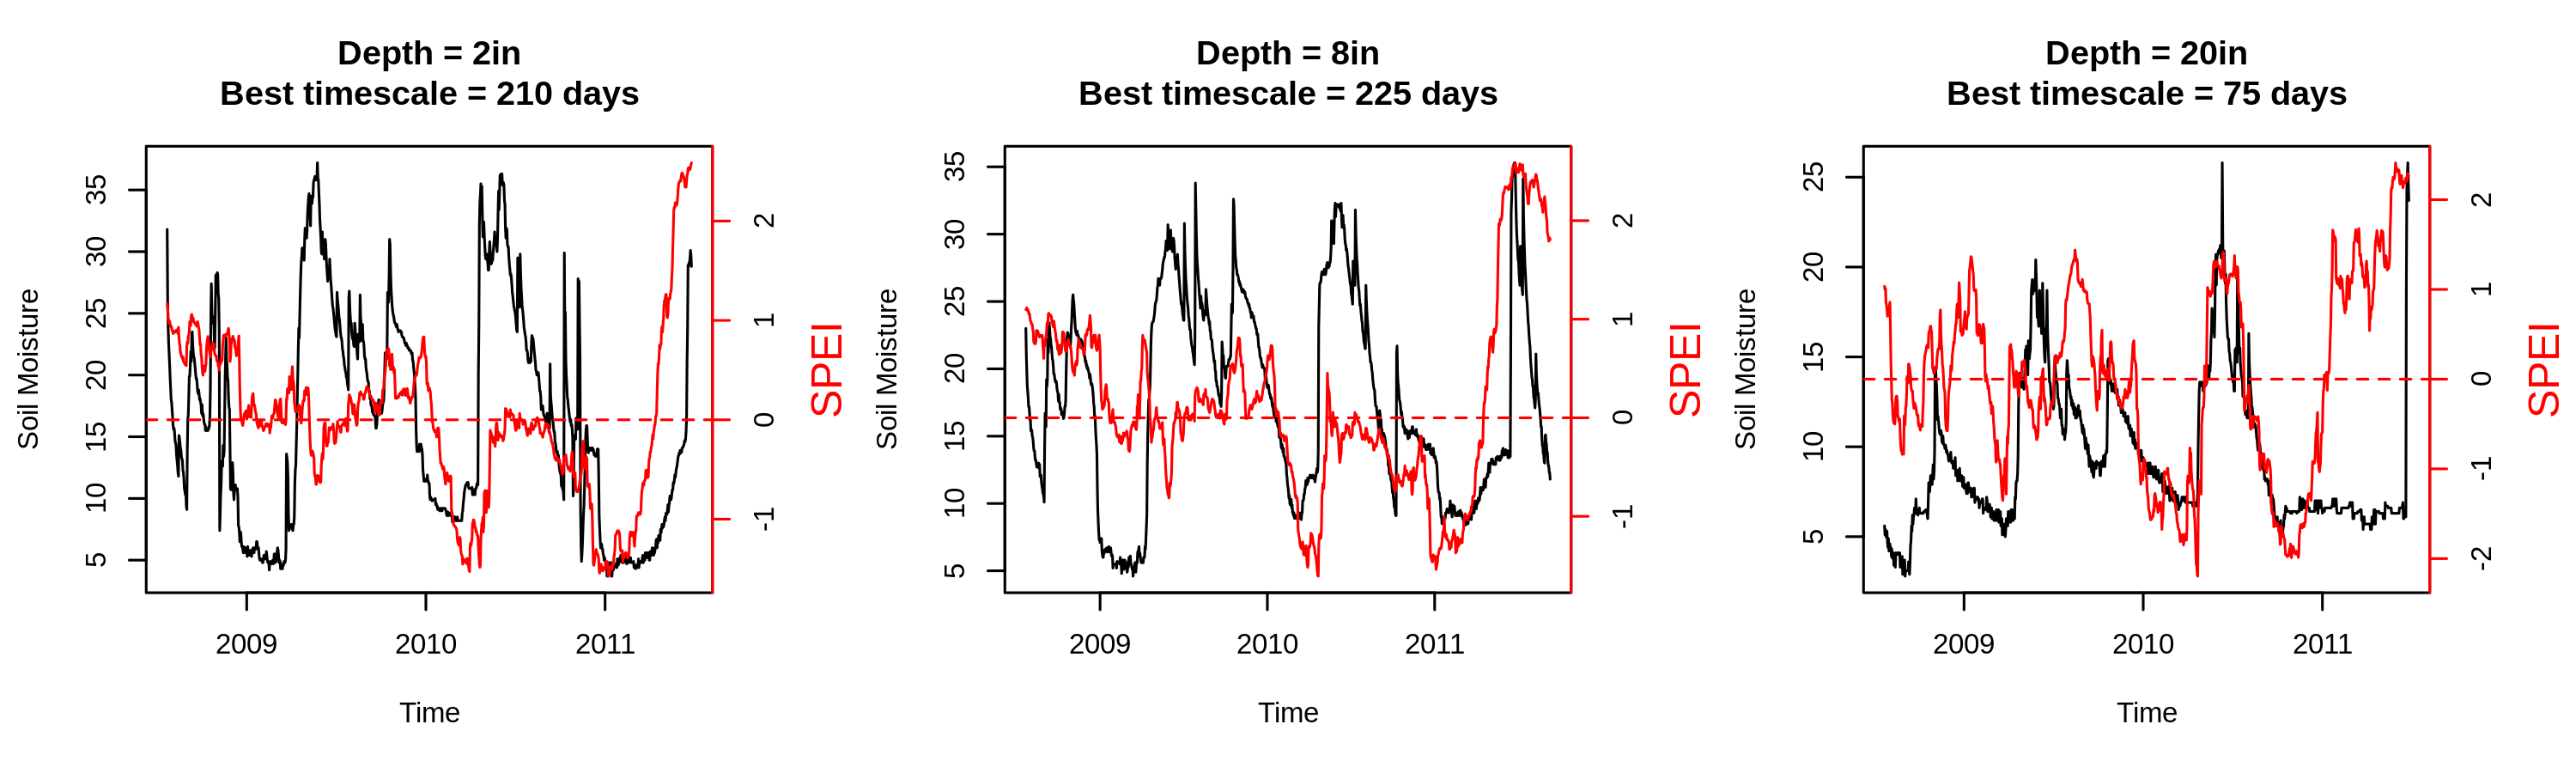 Depth = 2in
Best timescale = 210 days
Soil Moisture
5
10
15
20
25
30
35
-1
0
1
2
SPEI
2009
2010
2011
Time
Depth = 8in
Best timescale = 225 days
Soil Moisture
5
10
15
20
25
30
35
-1
0
1
2
SPEI
2009
2010
2011
Time
Depth = 20in
Best timescale = 75 days
Soil Moisture
5
10
15
20
25
-2
-1
0
1
2
SPEI
2009
2010
2011
Time